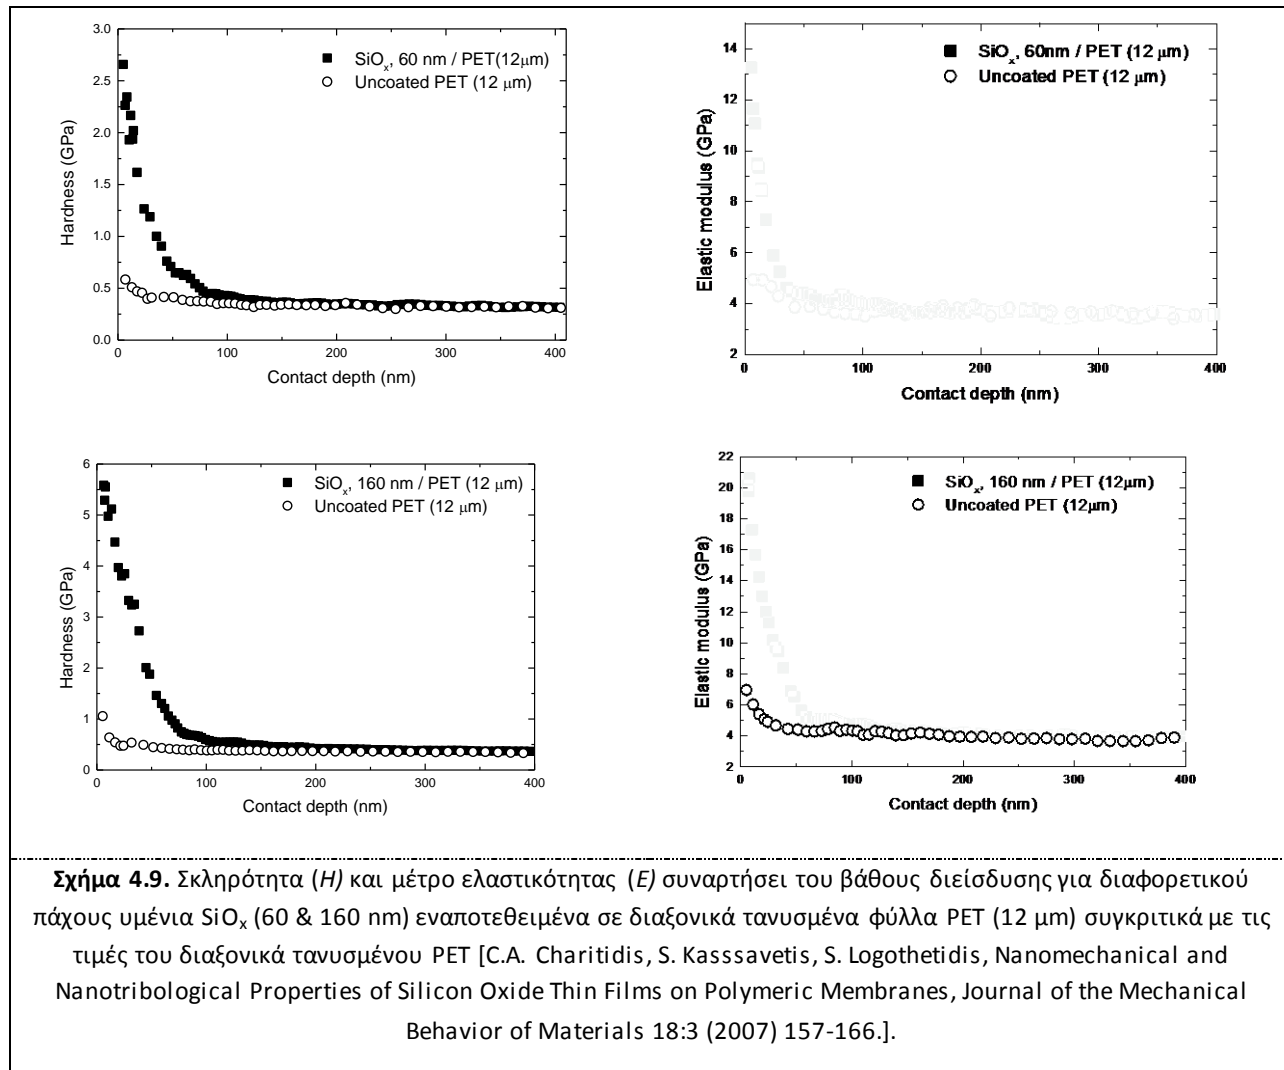 3.0
2.5
2.0
1.5
1.0
0.5
0.0
Hardness (GPa)
SiOx, 60 nm / PET(12μm)
Uncoated PET (12 μm)
0 100 200 300 400
Contact depth (nm)
14
12
10
8
6
4
2
Elastic modulus (GPa)
SiOx, 60nm / PET (12 μm)
Uncoated PET (12 μm)
0 100 200 300 400
Contact depth (nm)
6
5
4
3
2
1
0
Hardness (GPa)
SiOx, 160 nm / PET (12 μm)
Uncoated PET (12 μm)
0 100 200 300 400
Contact depth (nm)
22
20
18
16
14
12
10
8
6
4
2
Elastic modulus (GPa)
SiOx, 160 nm / PET (12μm)
Uncoated PET (12μm)
0 100 200 300 400
Contact depth (nm)
Σχήμα 4.9. Σκληρότητα (H) και μέτρο ελαστικότητας (E) συναρτήσει του βάθους διείσδυσης για διαφορετικού
πάχους υμένια SiOx (60 & 160 nm) εναποτεθειμένα σε διαξονικά τανυσμένα φύλλα PET (12 μm) συγκριτικά με τις
τιμές του διαξονικά τανυσμένου PET [C.A. Charitidis, S. Kasssavetis, S. Logothetidis, Nanomechanical and
Nanotribological Properties of Silicon Oxide Thin Films on Polymeric Membranes, Journal of the Mechanical
Behavior of Materials 18:3 (2007) 157-166.].